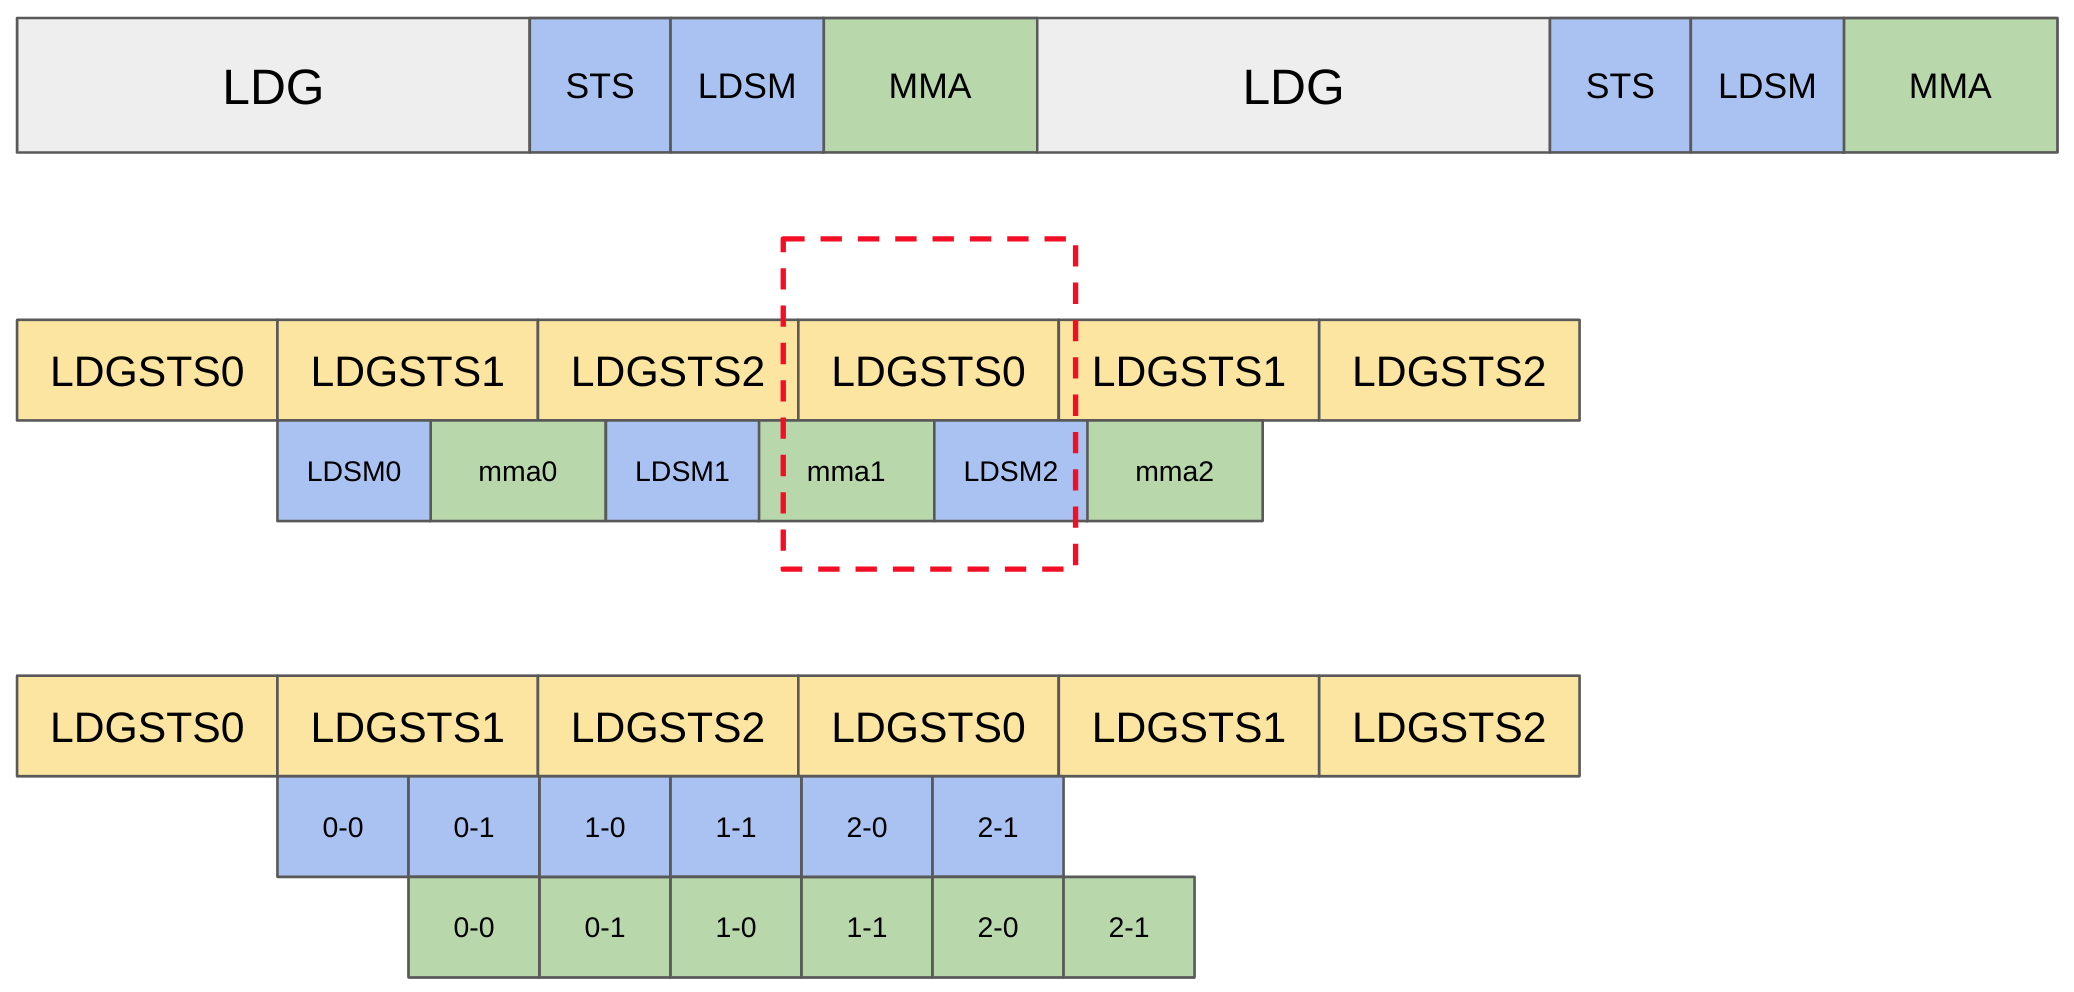 LDG STS LDSM MMA LDG STS LDSM MMA
LDGSTS0 LDGSTS1 LDGSTS2 LDGSTS0 LDGSTS1 LDGSTS2
LDSM0 mma0 LDSM1 mma1 LDSM2 mma2
LDGSTS0 LDGSTS1 LDGSTS2 LDGSTS0 LDGSTS1 LDGSTS2
0-0 0-1 1-0 1-1 2-0 2-1
0-0 0-1 1-0 1-1 2-0 2-1